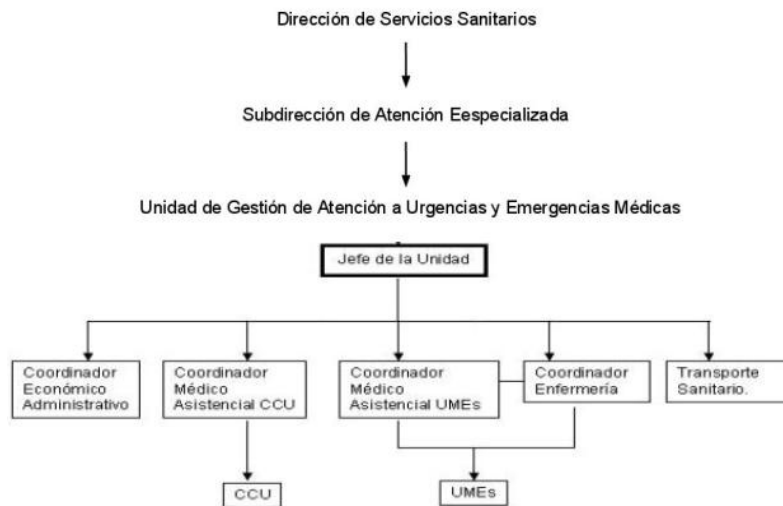 Dirección de Servicios Sanitarios
Subdirección de Atención Eespecializada
Unidad de Gestión de Atención a Urgencias y Emergencias Médicas
Jefe de la Unidad
Coordinador
Económico
Administrativo
Coordinador
Médico
Asistencial CCU
Coordinador
Médico
Asistencial UMEs
Coordinador
Enfermería
Transporte
Sanitario.
CCU
UMEs